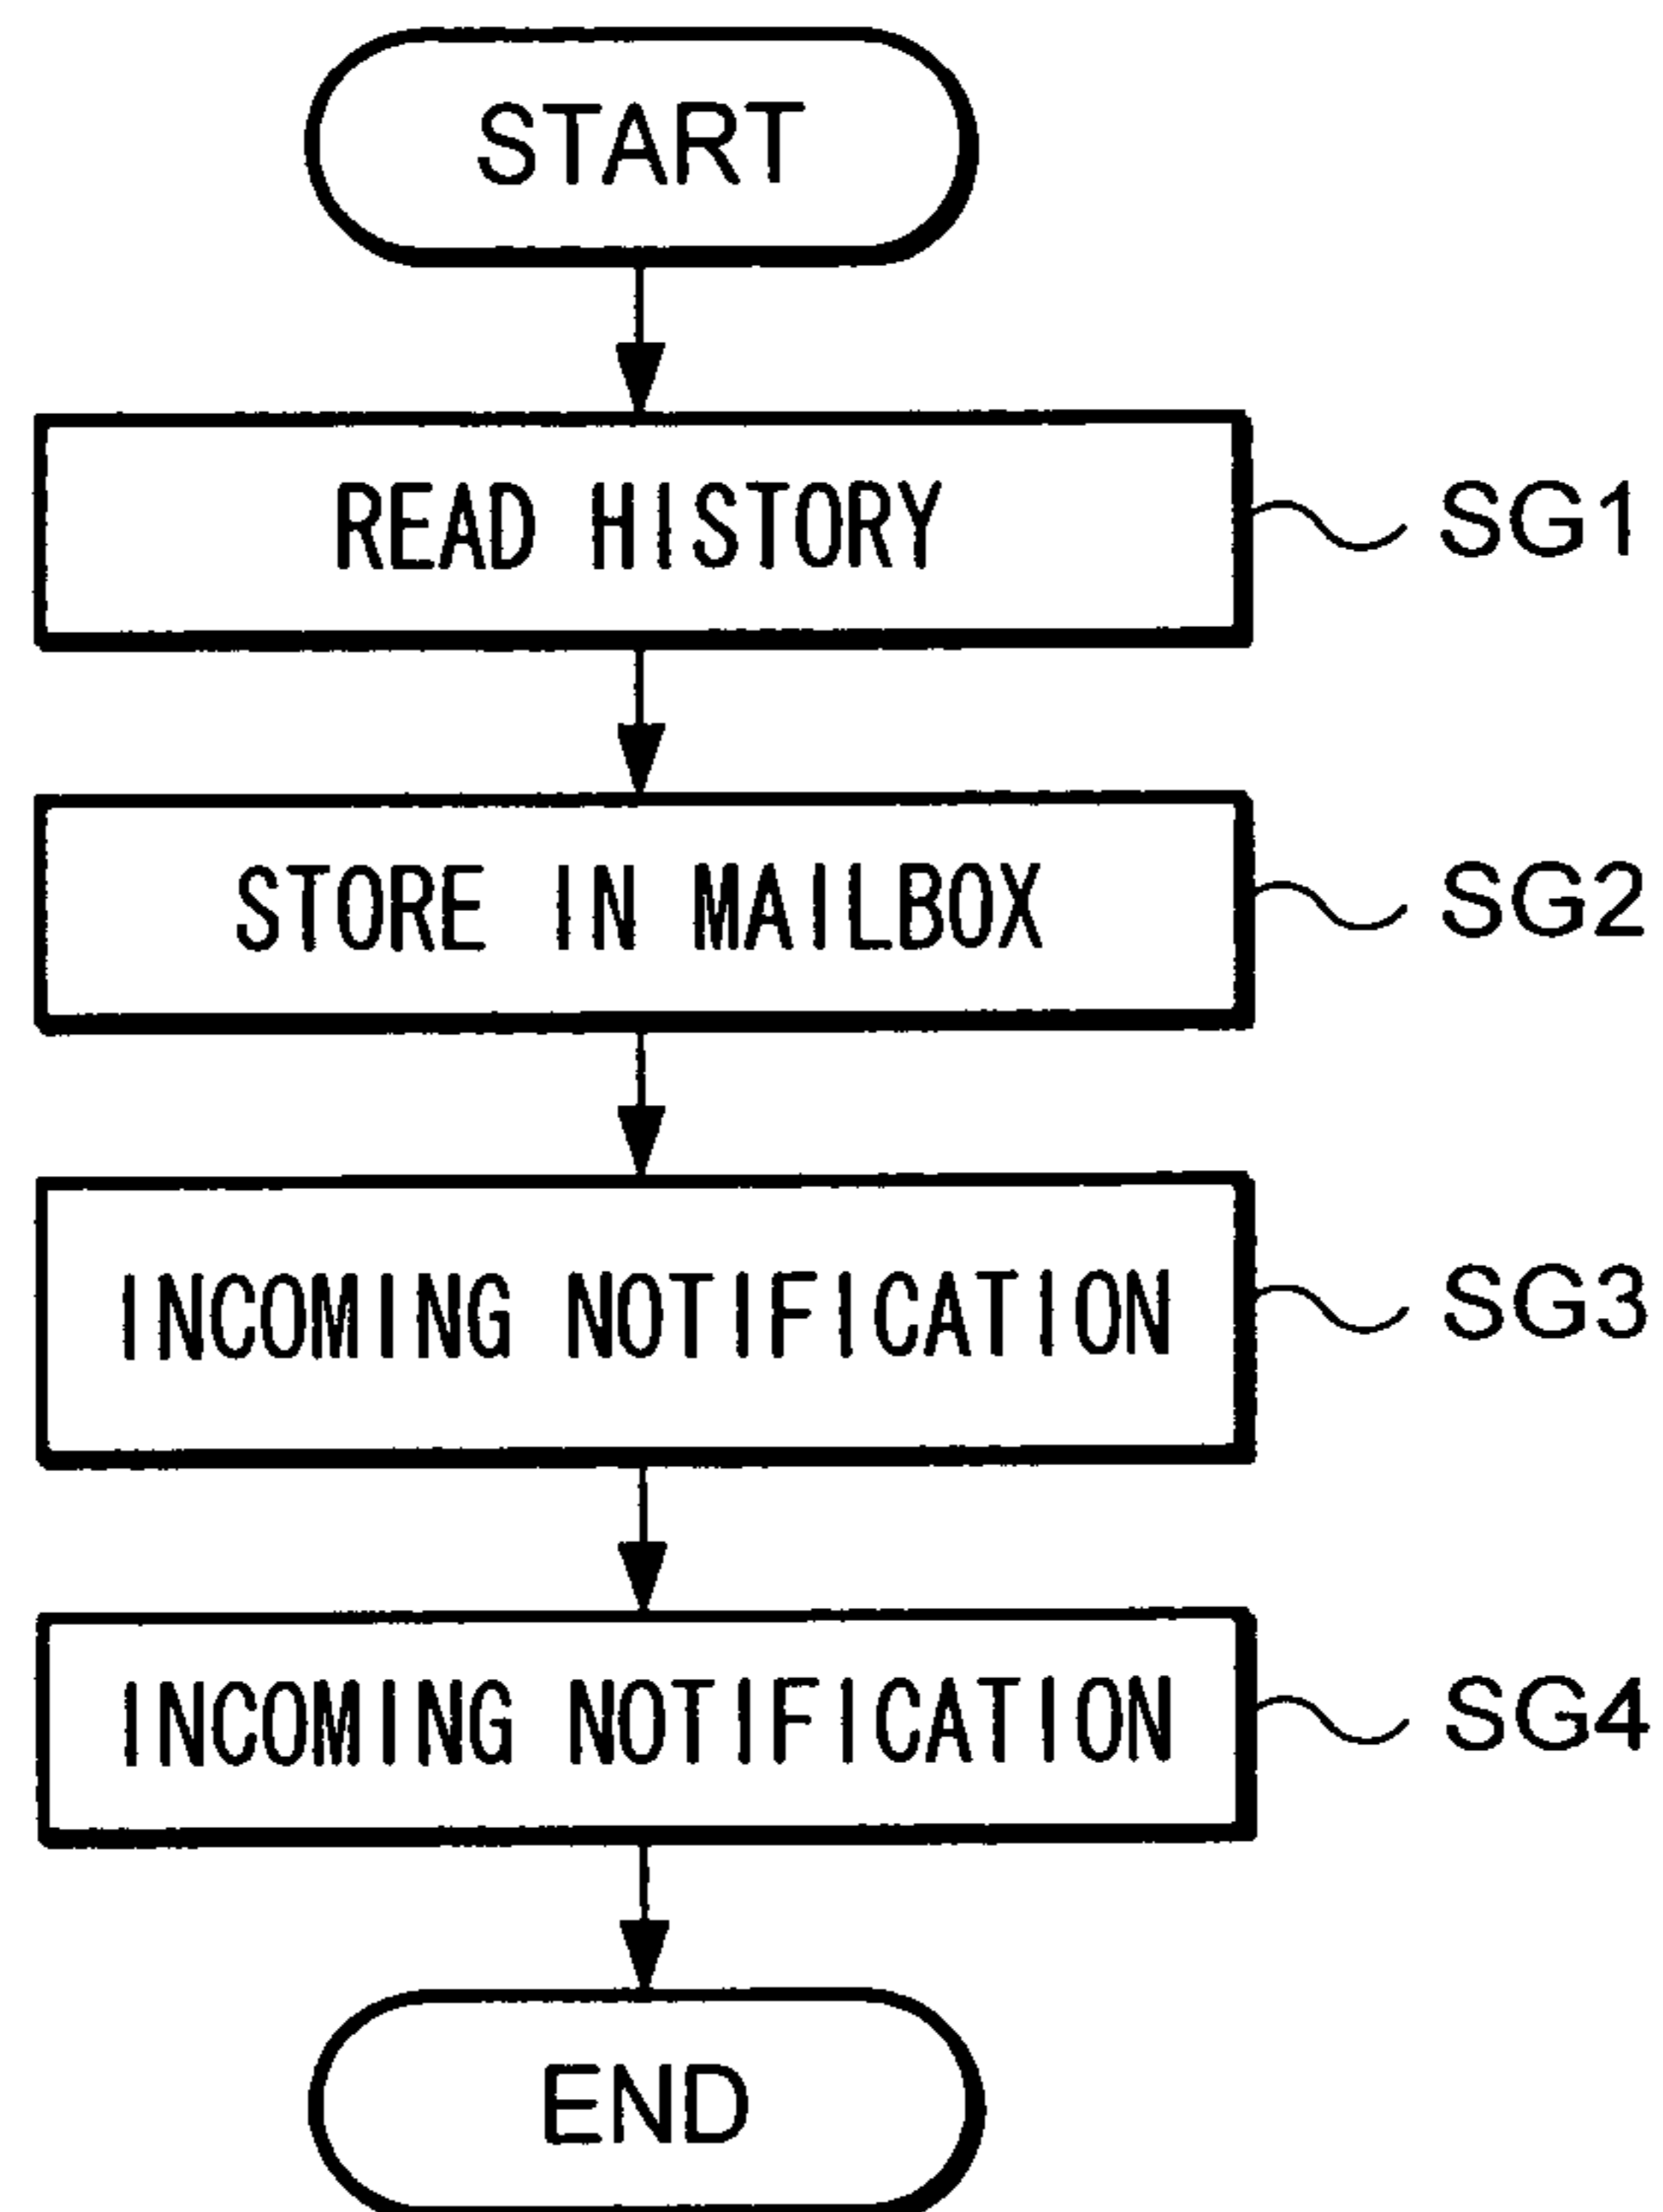 START
READ HISTORY SG1
STORE IN MAILBOX SG2
INCOMING NOTIFICATION SG3
INCOMING NOTIFICATION SG4
END